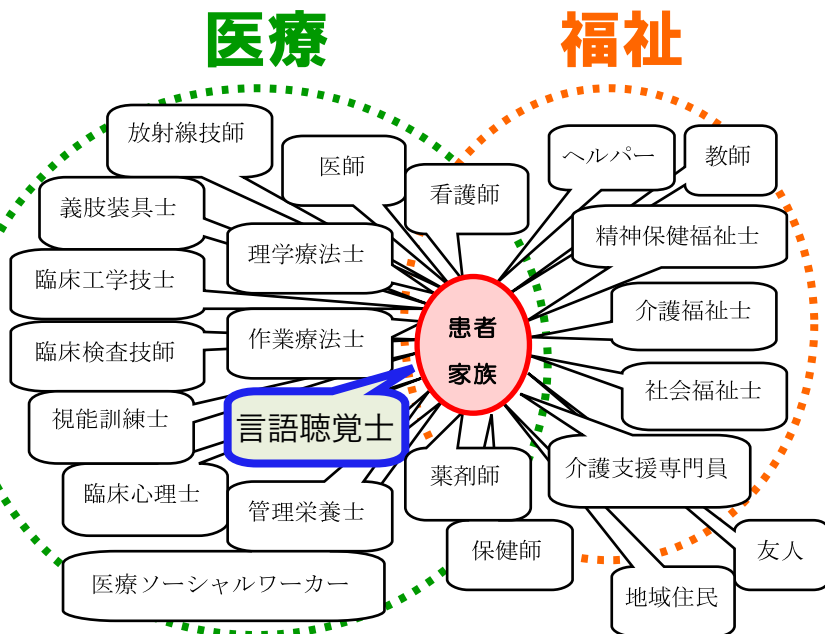 医療
福祉
放射線技師
医師
看護師
ヘルパー
教師
義肢装具士
理学療法士
精神保健福祉士
臨床工学技士
介護福祉士
臨床検査技師
作業療法士
患者
家族
社会福祉士
視能訓練士
言語聴覚士
臨床心理士
管理栄養士
薬剤師
介護支援専門員
医療ソーシャルワーカー
保健師
友人
地域住民